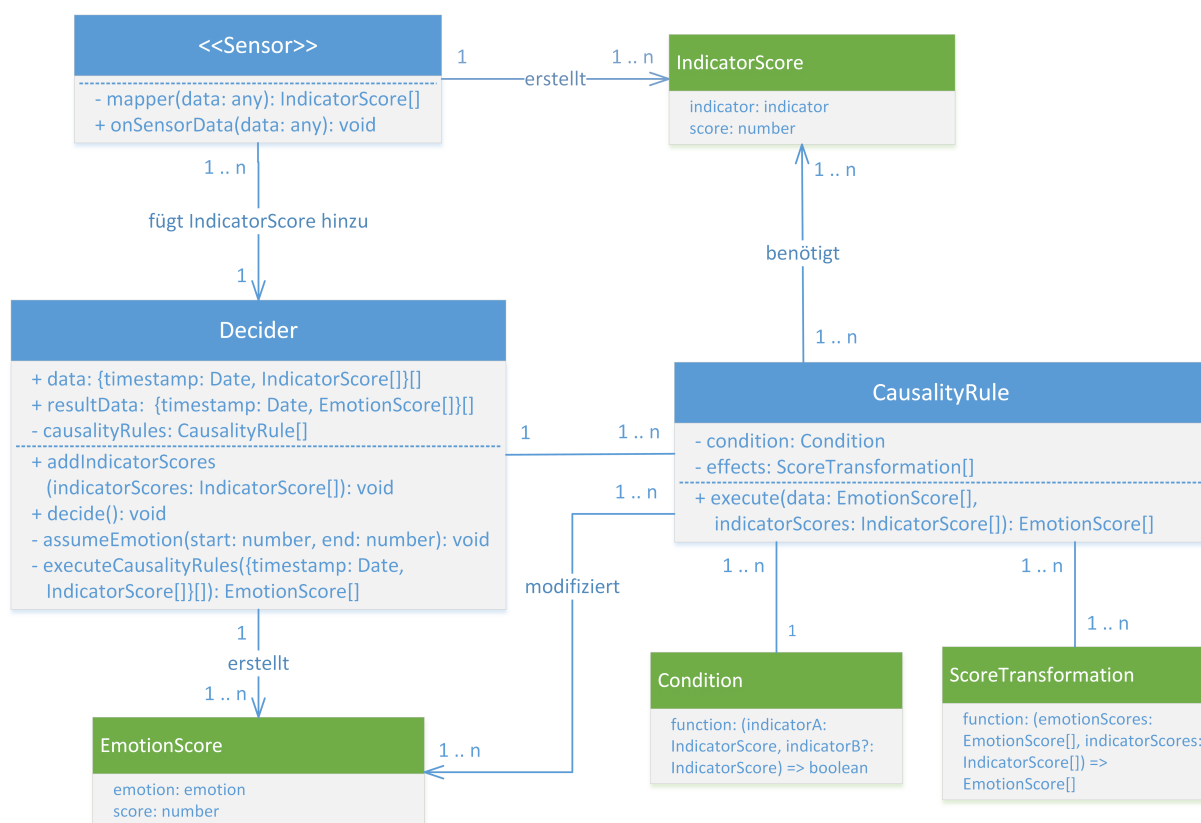 <<Sensor>>
- mapper(data: any): IndicatorScore[]
+ onSensorData(data: any): void
1
1 .. n
erstellt
IndicatorScore
indicator: indicator
score: number
1 .. n
fügt IndicatorScore hinzu
1
1 .. n
benötigt
1 .. n
Decider
+ data: {timestamp: Date, IndicatorScore[]}[]
+ resultData: {timestamp: Date, EmotionScore[]}[]
- causalityRules: CausalityRule[]
+ addIndicatorScores
(indicatorScores: IndicatorScore[]): void
+ decide(): void
- assumeEmotion(start: number, end: number): void
- executeCausalityRules({timestamp: Date,
IndicatorScore[]}[]): EmotionScore[]
1
1 .. n
CausalityRule
- condition: Condition
- effects: ScoreTransformation[]
+ execute(data: EmotionScore[],
indicatorScores: IndicatorScore[]): EmotionScore[]
1 .. n
modifiziert
1 .. n
1
erstellt
1 .. n
EmotionScore
emotion: emotion
score: number
1 .. n
1
Condition
function: (indicatorA:
IndicatorScore, indicatorB?:
IndicatorScore) => boolean
1 .. n
1 .. n
ScoreTransformation
function: (emotionScores:
EmotionScore[], indicatorScores:
IndicatorScore[]) =>
EmotionScore[]